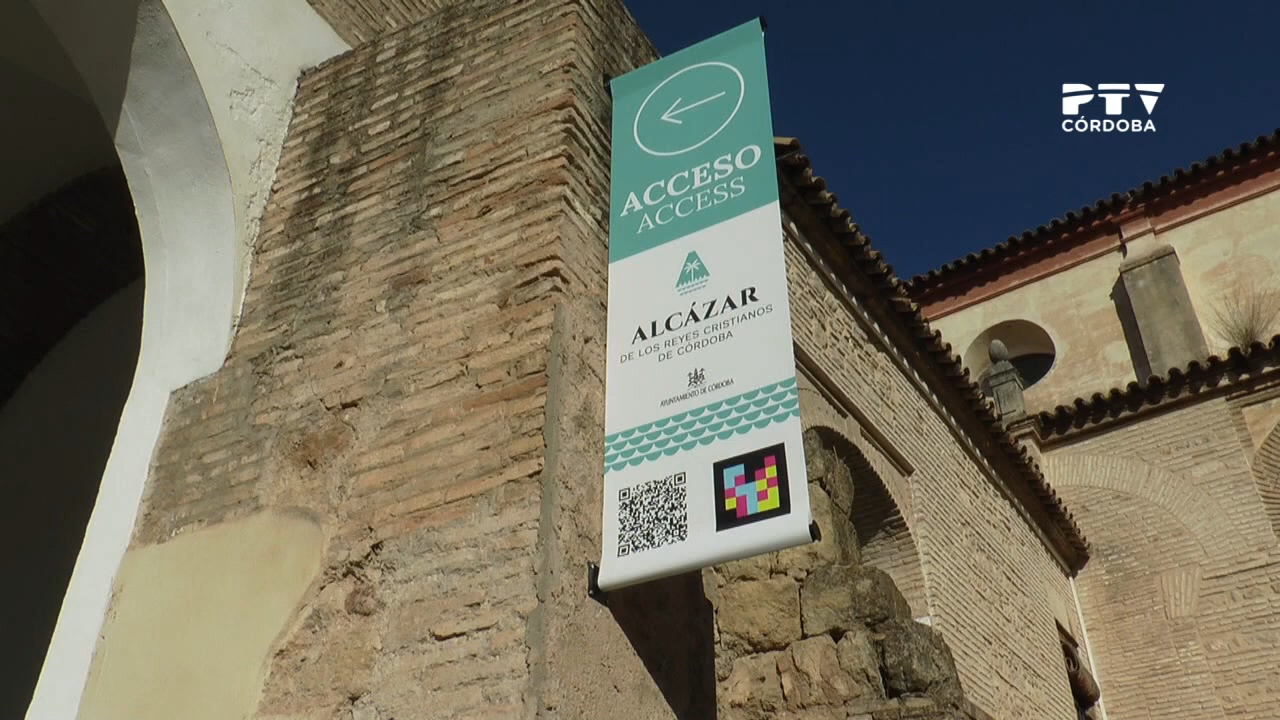 PTV
CÓRDOBA
ACCESO
ACCESS
ALCÁZAR
DE LOS REYES CRISTIANOS
DE CÓRDOBA
AYUNTAMIENTO DE CÓRDOBA